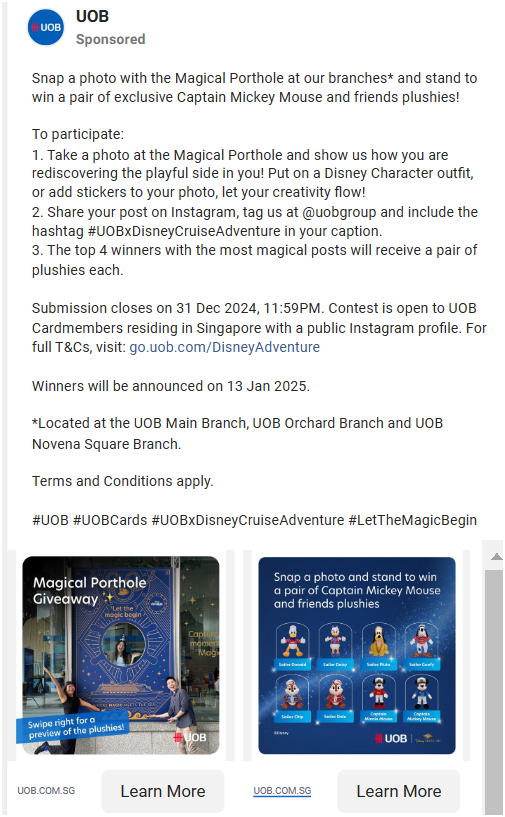 UOB
UOB
Sponsored
Snap a photo with the Magical Porthole at our branches* and stand to
win a pair of exclusive Captain Mickey Mouse and friends plushies!
To participate:
1. Take a photo at the Magical Porthole and show us how you are
rediscovering the playful side in you! Put on a Disney Character outfit,
or add stickers to your photo, let your creativity flow!
2. Share your post on Instagram, tag us at @uobgroup and include the
hashtag #UOBxDisneyCruiseAdventure in your caption.
3. The top 4 winners with the most magical posts will receive a pair of
plushies each.
Submission closes on 31 Dec 2024, 11:59PM. Contest is open to UOB
Cardmembers residing in Singapore with a public Instagram profile. For
full T&Cs, visit: go.uob.com/DisneyAdventure
Winners will be announced on 13 Jan 2025.
*Located at the UOB Main Branch, UOB Orchard Branch and UOB
Novena Square Branch.
Terms and Conditions apply.
#UOB #UOBCards #UOBxDisneyCruiseAdventure #LetTheMagicBegin
Magical Porthole
Giveaway
Let the
magic begin
Swipe right for a
preview of the plushies!
UOB
Snap a photo and stand to win
a pair of Captain Mickey Mouse
and friends plushies
Sailor Donald
Sailor Daisy
Sailor Pluto
Sailor Goofy
Sailor Chip
Sailor Dale
Captain
Minnie Mouse
Captain
Mickey Mouse
©Disney
UOB
UOB.COM.SG
Learn More
UOB.COM.SG
Learn More